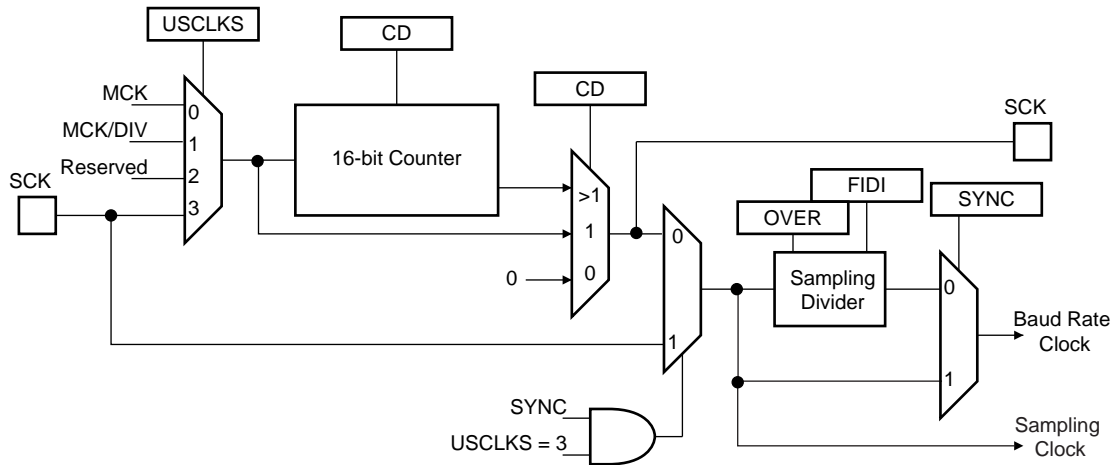 USCLKS
CD
CD
MCK
0
MCK/DIV
1
Reserved
2
SCK
3
16-bit Counter
>1
1
0
0
SCK
FIDI
OVER
SYNC
0
Sampling
Divider
0
1
1
Baud Rate
Clock
SYNC
USCLKS = 3
Sampling
Clock